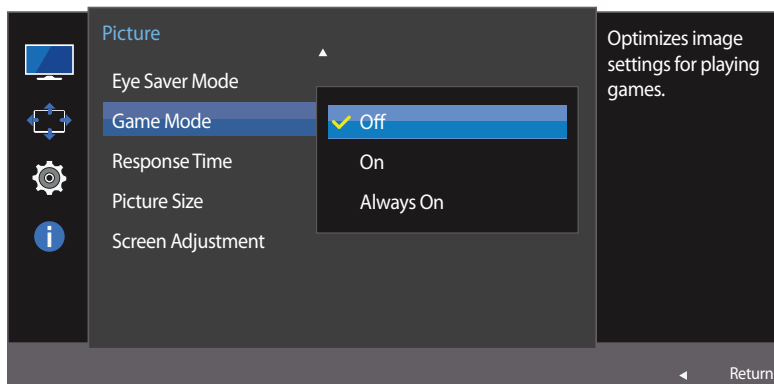 Picture
Eye Saver Mode
Game Mode
Response Time
Picture Size
Screen Adjustment
Off
On
Always On
Optimizes image
settings for playing
games.
Return